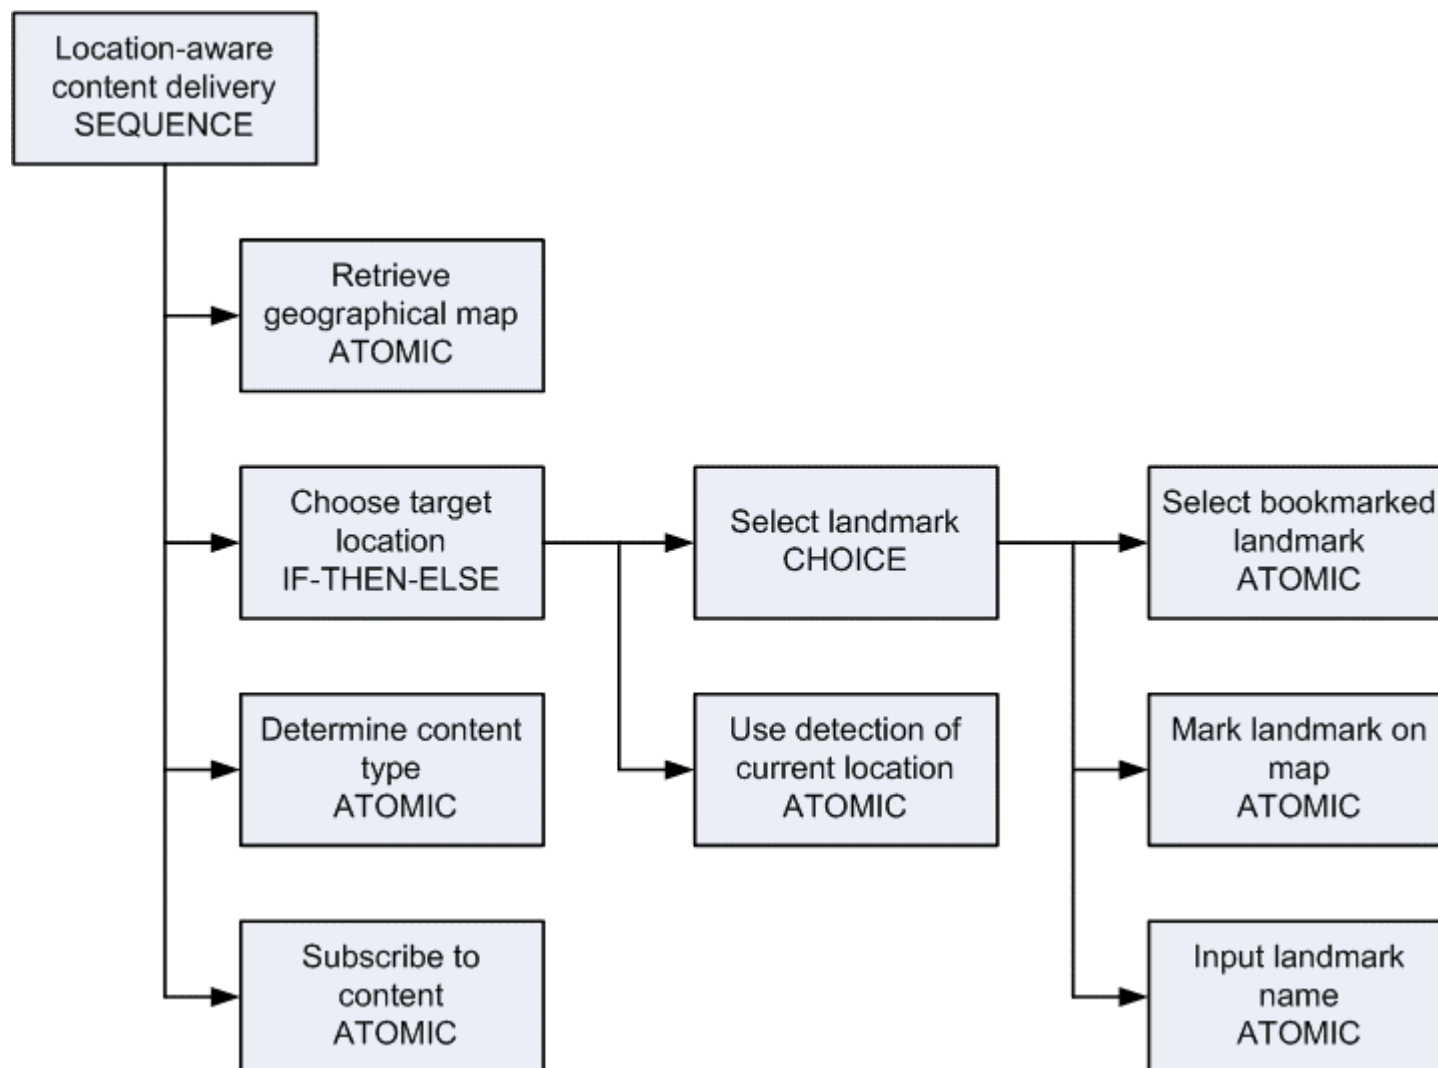 Location-aware
content delivery
SEQUENCE
Retrieve
geographical map
ATOMIC
Choose target
location
IF-THEN-ELSE
Select landmark
CHOICE
Select bookmarked
landmark
ATOMIC
Determine content
type
ATOMIC
Use detection of
current location
ATOMIC
Mark landmark on
map
ATOMIC
Subscribe to
content
ATOMIC
Input landmark
name
ATOMIC